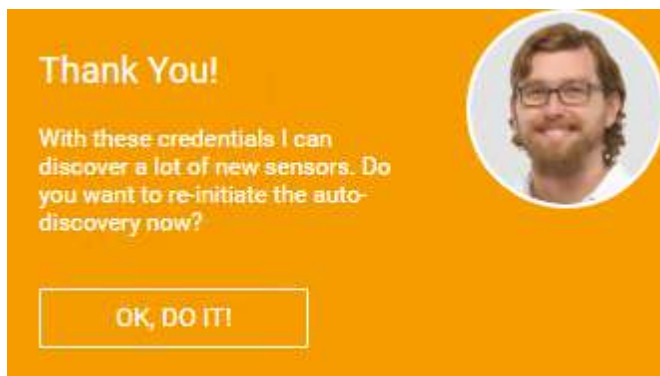 Thank You!
With these credentials I can
discover a lot of new sensors. Do
you want to re-initiate the auto-
discovery now?
OK, DO IT!